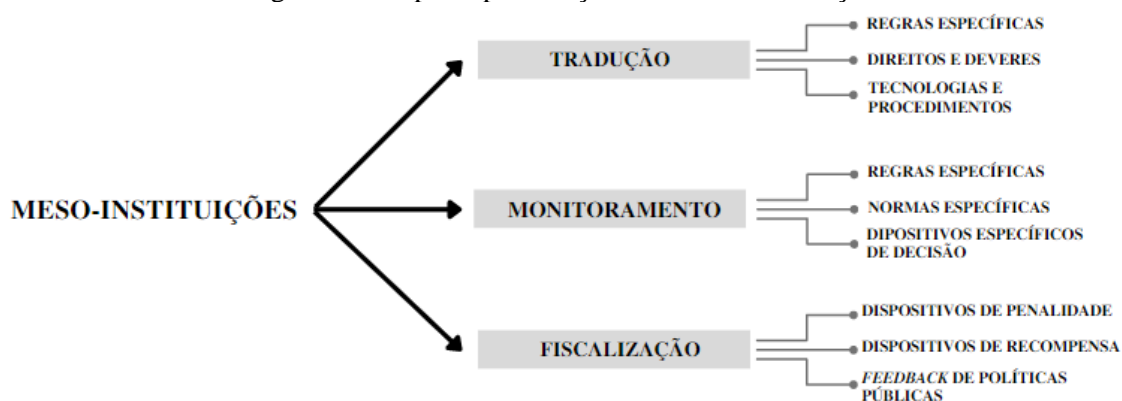 REGRAS ESPECÍFICAS
TRADUÇÃO
DIREITOS E DEVERES
TECNOLOGIAS E
PROCEDIMENTOS
MESO-INSTITUIÇÕES
REGRAS ESPECÍFICAS
MONITORAMENTO
NORMAS ESPECÍFICAS
DIPOSITIVOS ESPECÍFICOS
DE DECISÃO
DISPOSITIVOS DE PENALIDADE
FISCALIZAÇÃO
DISPOSITIVOS DE RECOMPENSA
FEEDBACK DE POLÍTICAS
PÚBLICAS